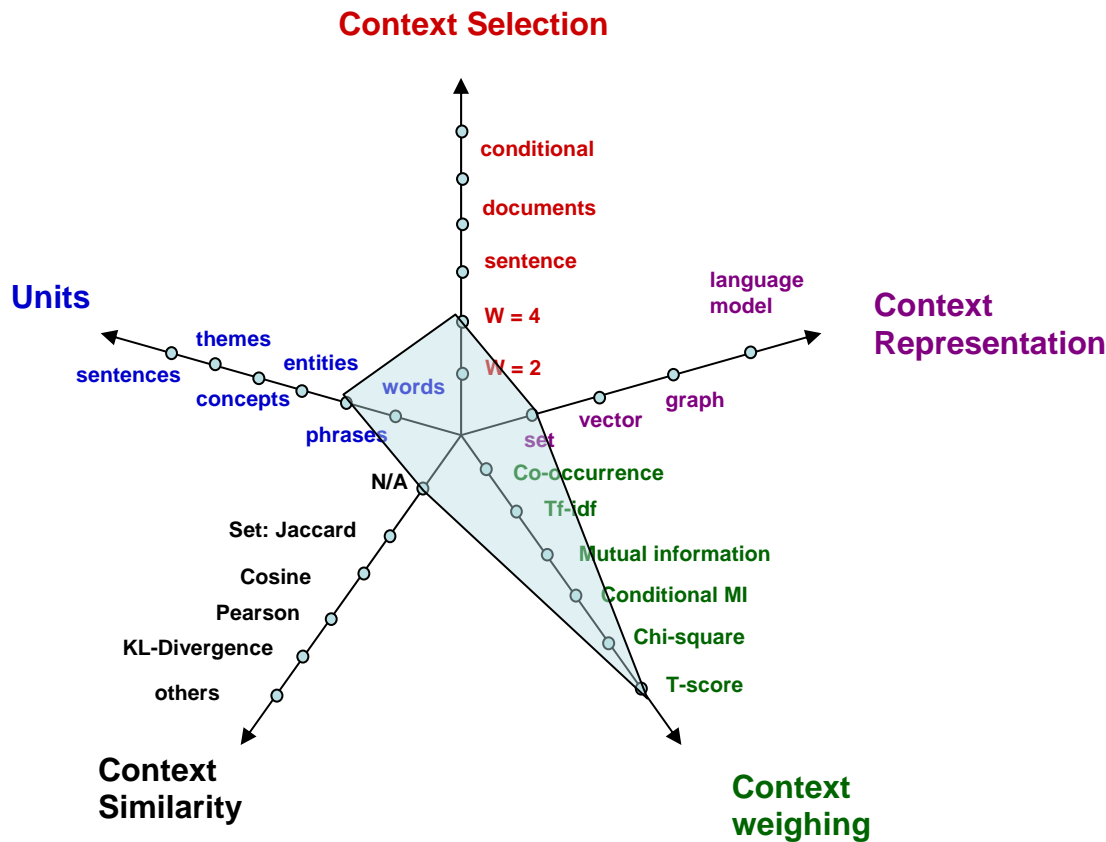 Context Selection
conditional
documents
sentence
W = 4
W = 2
language
model
Context
Representation
graph
vector
set
Units
themes
sentences
entities
concepts
words
phrases
N/A
Set: Jaccard
Cosine
Pearson
KL-Divergence
others
Context
Similarity
Co-occurrence
Tf-idf
Mutual information
Conditional MI
Chi-square
T-score
Context
weighing